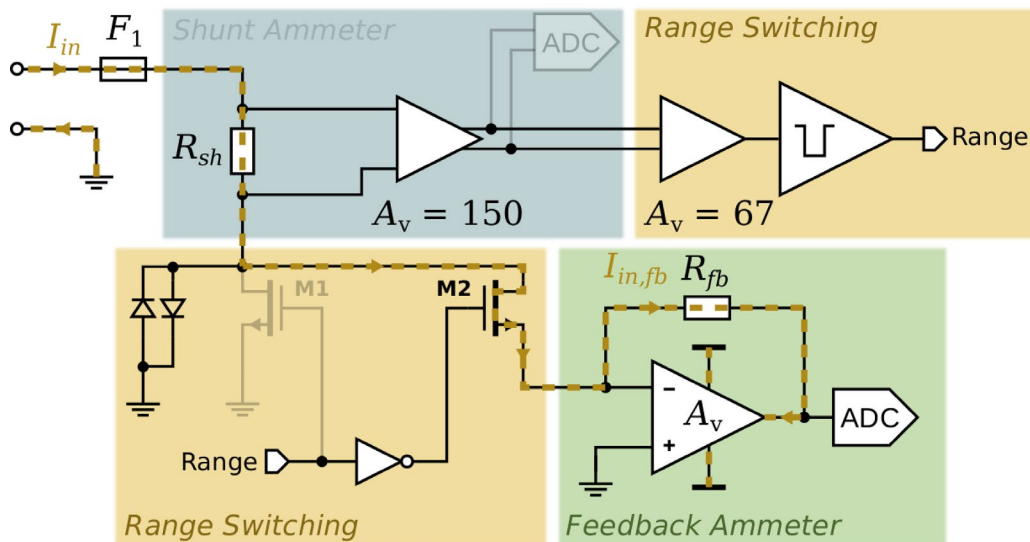 I_in
F_1
Shunt Ammeter
ADC
Range Switching
R_sh
Range
A_v = 150
A_v = 67
M1
M2
I_in,fb
R_fb
−
A_v
+
ADC
Range
Range Switching
Feedback Ammeter